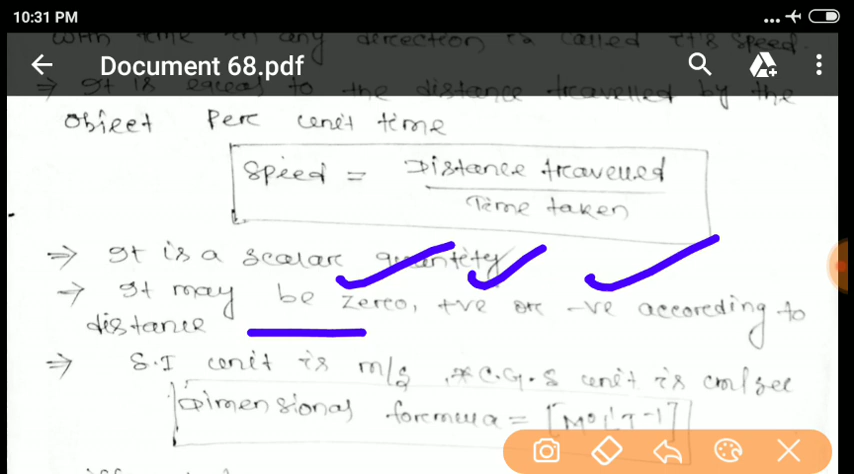 10:31 PM
with time in any direction is called it's speed.
Document 68.pdf
⇒ It is equal to the distance travelled by the
Object Per unit time
Speed = Distance travelled / Time taken
⇒ It is a scalar quantity
→ It may be zero, +ve or -ve according to
distance
⇒ S.I unit is m/s * C.G.S unit is cm/sec
Dimensional formula = [M⁰L¹T⁻¹]